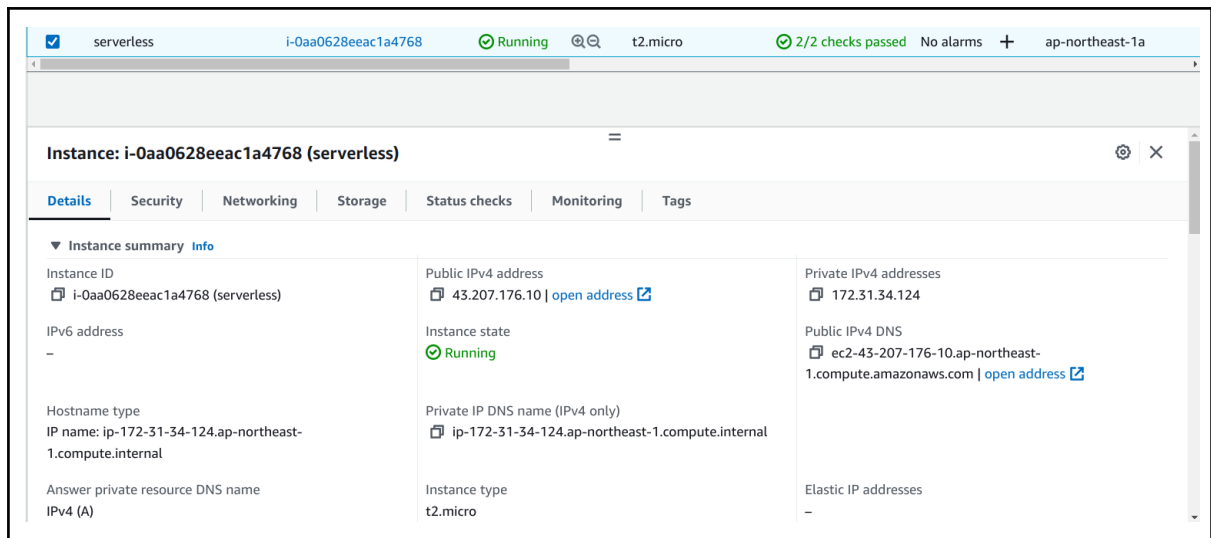 serverless i-0aa0628eeac1a4768 Running t2.micro 2/2 checks passed No alarms + ap-northeast-1a
Instance: i-0aa0628eeac1a4768 (serverless)
Details Security Networking Storage Status checks Monitoring Tags
Instance summary Info
Instance ID
i-0aa0628eeac1a4768 (serverless)
Public IPv4 address
43.207.176.10 | open address
Private IPv4 addresses
172.31.34.124
IPv6 address
–
Instance state
Running
Public IPv4 DNS
ec2-43-207-176-10.ap-northeast-
1.compute.amazonaws.com | open address
Hostname type
IP name: ip-172-31-34-124.ap-northeast-
1.compute.internal
Private IP DNS name (IPv4 only)
ip-172-31-34-124.ap-northeast-1.compute.internal
Answer private resource DNS name
IPv4 (A)
Instance type
t2.micro
Elastic IP addresses
–